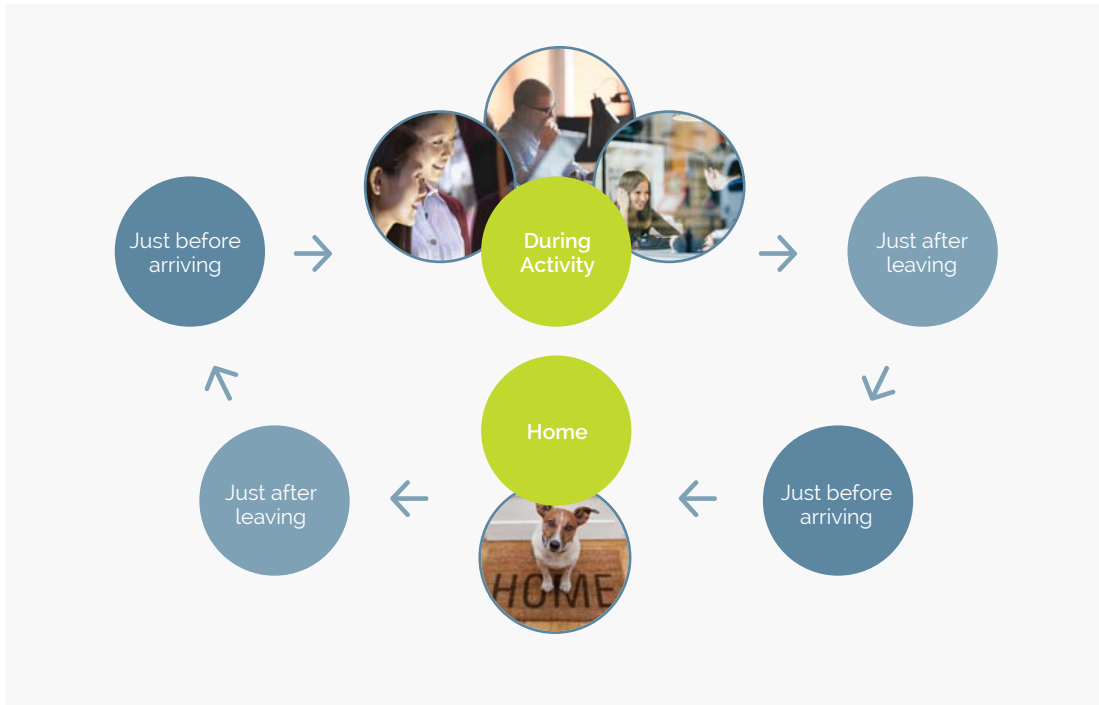 Just before
arriving
During
Activity
Just after
leaving
Home
Just after
leaving
Just before
arriving
HOME